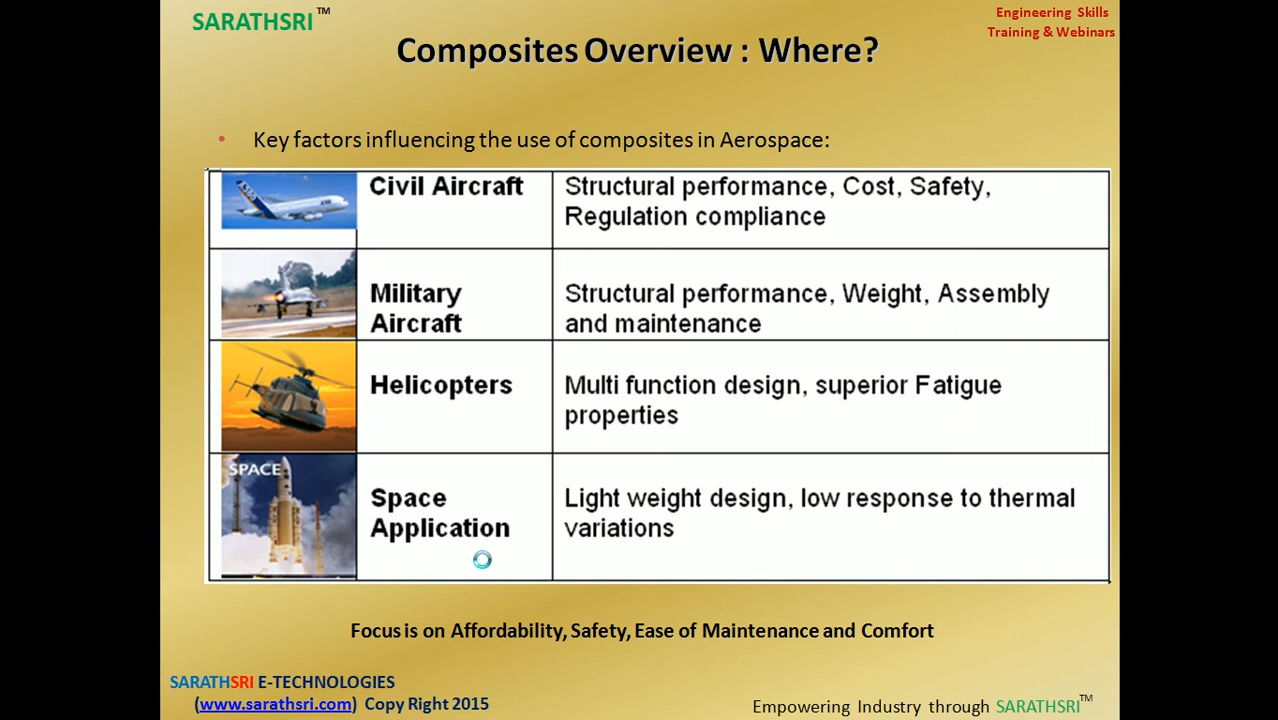 SARATHSRI™
Engineering Skills
Training & Webinars
Composites Overview : Where?
• Key factors influencing the use of composites in Aerospace:
Civil Aircraft
Structural performance, Cost, Safety,
Regulation compliance
Military
Aircraft
Structural performance, Weight, Assembly
and maintenance
Helicopters
Multi function design, superior Fatigue
properties
SPACE
Space
Application
Light weight design, low response to thermal
variations
Focus is on Affordability, Safety, Ease of Maintenance and Comfort
SARATHSRI E-TECHNOLOGIES
(www.sarathsri.com) Copy Right 2015
Empowering Industry through SARATHSRI™